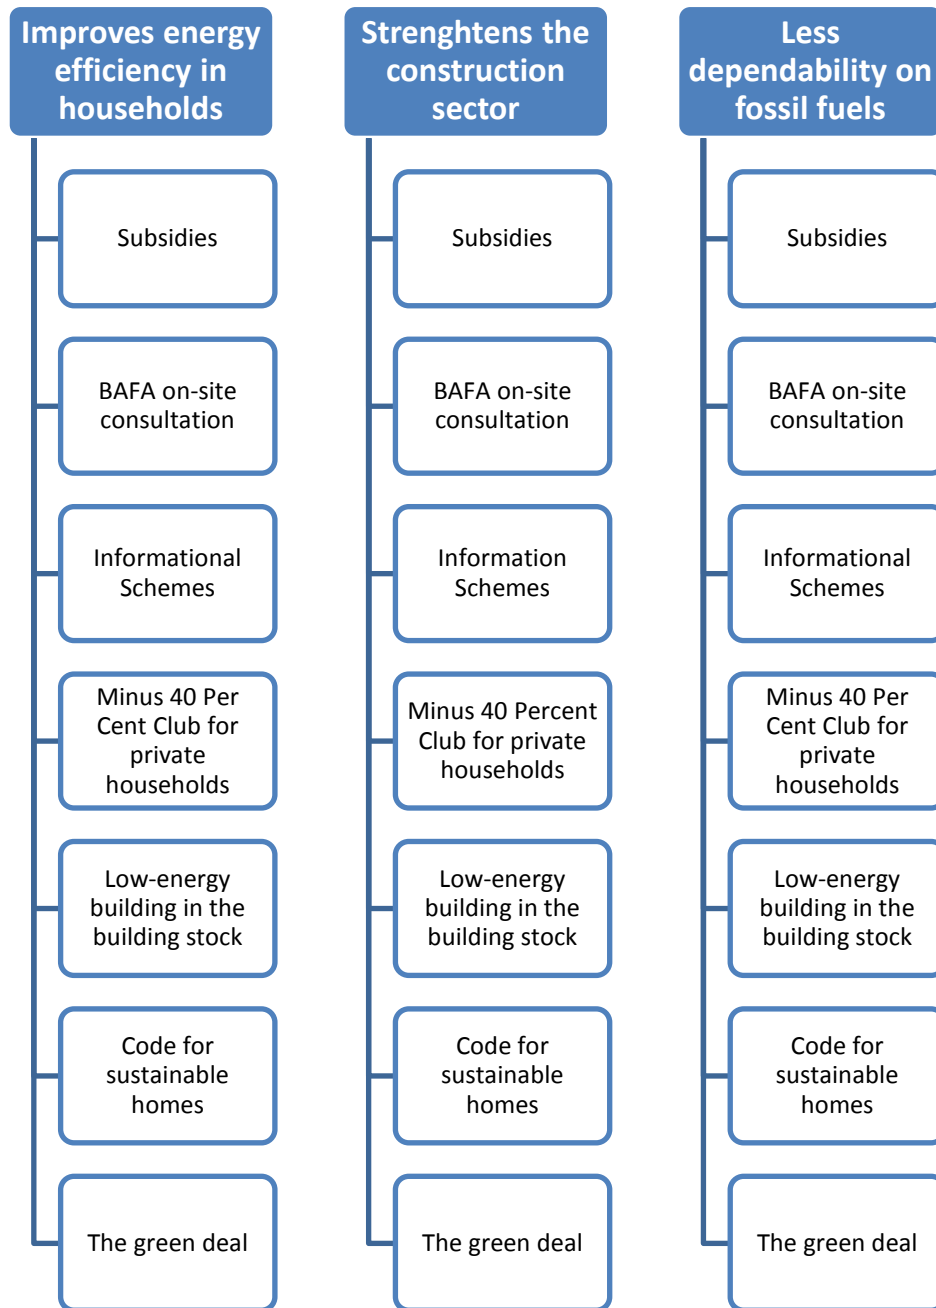 Improves energy
efficiency in
households
Subsidies
BAFA on-site
consultation
Informational
Schemes
Minus 40 Per
Cent Club for
private
households
Low-energy
building in the
building stock
Code for
sustainable
homes
The green deal
Strenghtens the
construction
sector
Subsidies
BAFA on-site
consultation
Information
Schemes
Minus 40 Percent
Club for private
households
Low-energy
building in the
building stock
Code for
sustainable
homes
The green deal
Less
dependability on
fossil fuels
Subsidies
BAFA on-site
consultation
Informational
Schemes
Minus 40 Per
Cent Club for
private
households
Low-energy
building in the
building stock
Code for
sustainable
homes
The green deal